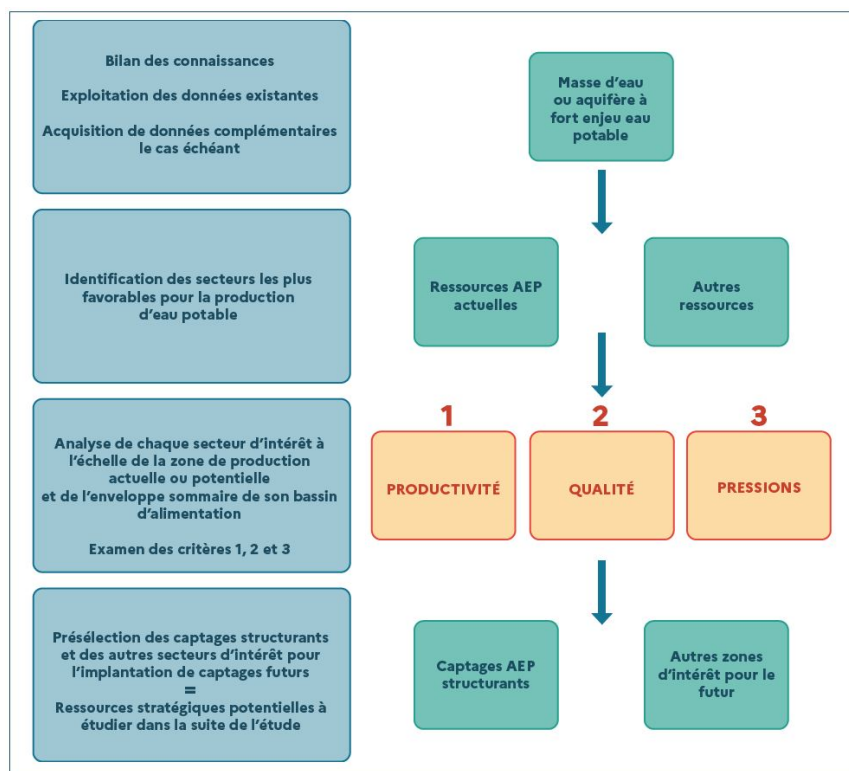 Bilan des connaissances
Exploitation des données existantes
Acquisition de données complémentaires
le cas échéant
Masse d'eau
ou aquifère à
fort enjeu eau
potable
Identification des secteurs les plus
favorables pour la production
d'eau potable
Ressources AEP
actuelles
Autres
ressources
Analyse de chaque secteur d'intérêt à
l'échelle de la zone de production
actuelle ou potentielle
et de l'enveloppe sommaire de son bassin
d'alimentation
Examen des critères 1, 2 et 3
1
PRODUCTIVITÉ
2
QUALITÉ
3
PRESSIONS
Présélection des captages structurants
et des autres secteurs d'intérêt pour
l'implantation de captages futurs
=
Ressources stratégiques potentielles à
étudier dans la suite de l'étude
Captages AEP
structurants
Autres zones
d'intérêt pour le
futur